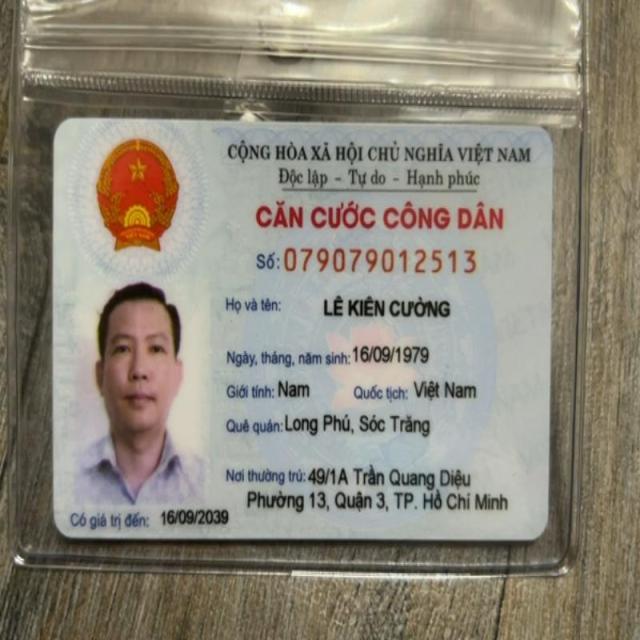 CỘNG HÒA XÃ HỘI CHỦ NGHĨA VIỆT NAM
Độc lập - Tự do - Hạnh phúc
CĂN CƯỚC CÔNG DÂN
Số: 079079012513
Họ và tên: LÊ KIÊN CƯỜNG
Ngày, tháng, năm sinh: 16/09/1979
Giới tính: Nam Quốc tịch: Việt Nam
Quê quán: Long Phú, Sóc Trăng
Nơi thường trú: 49/1A Trần Quang Diệu
Phường 13, Quận 3, TP. Hồ Chí Minh
Có giá trị đến: 16/09/2039